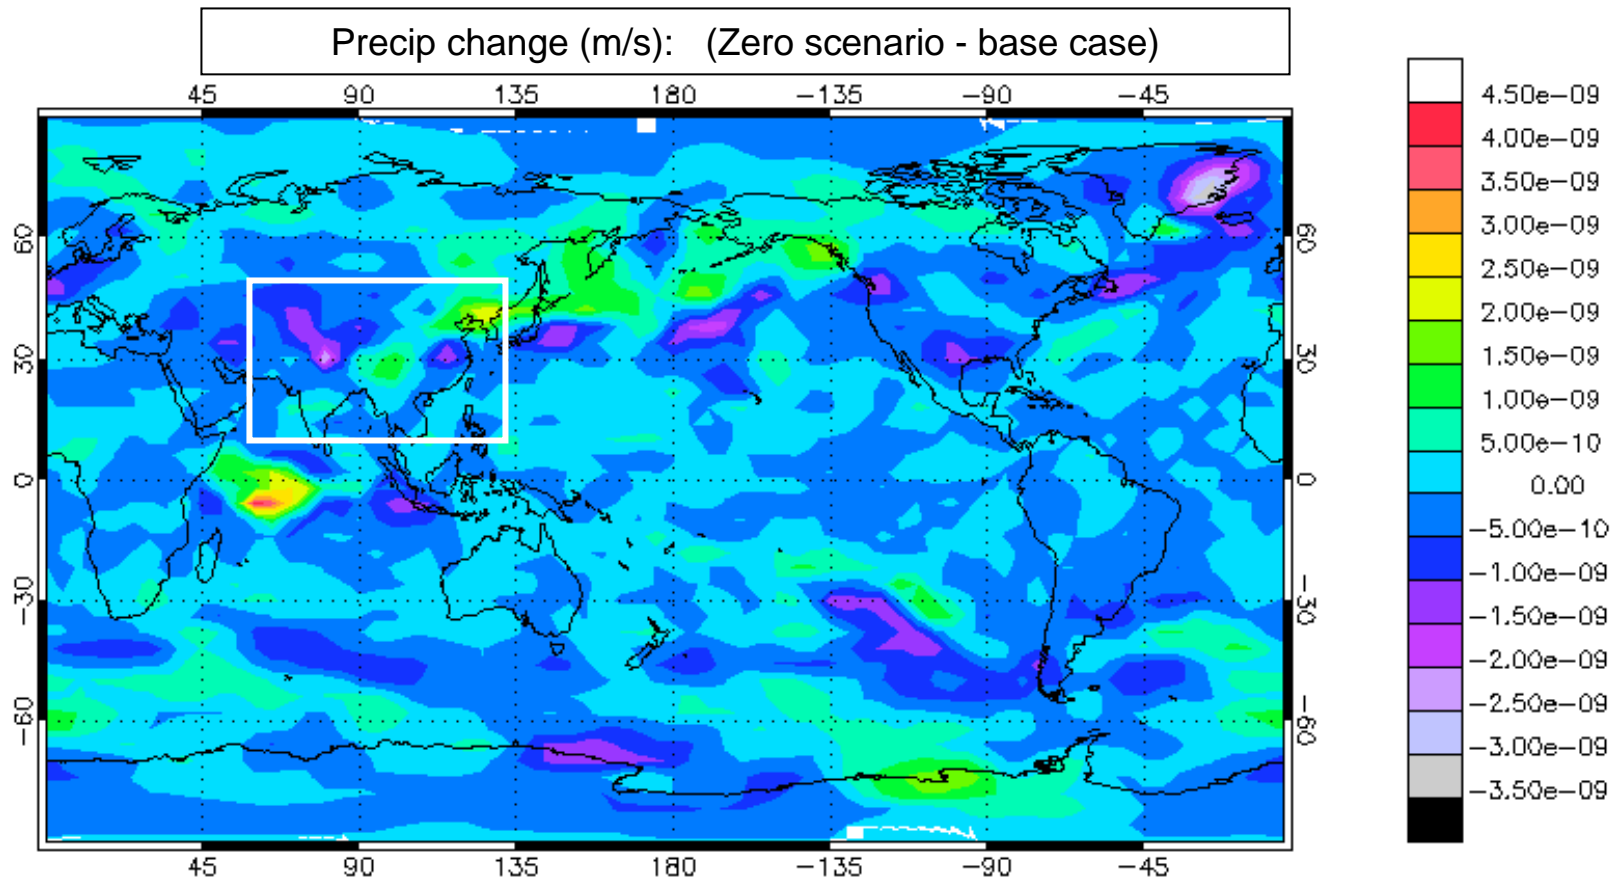 Precip change (m/s): (Zero scenario - base case)
45 90 135 180 −135 −90 −45
60 60
30 30
0 0
−30 −30
−60 −60
45 90 135 180 −135 −90 −45
4.50e−09
4.00e−09
3.50e−09
3.00e−09
2.50e−09
2.00e−09
1.50e−09
1.00e−09
5.00e−10
0.00
−5.00e−10
−1.00e−09
−1.50e−09
−2.00e−09
−2.50e−09
−3.00e−09
−3.50e−09